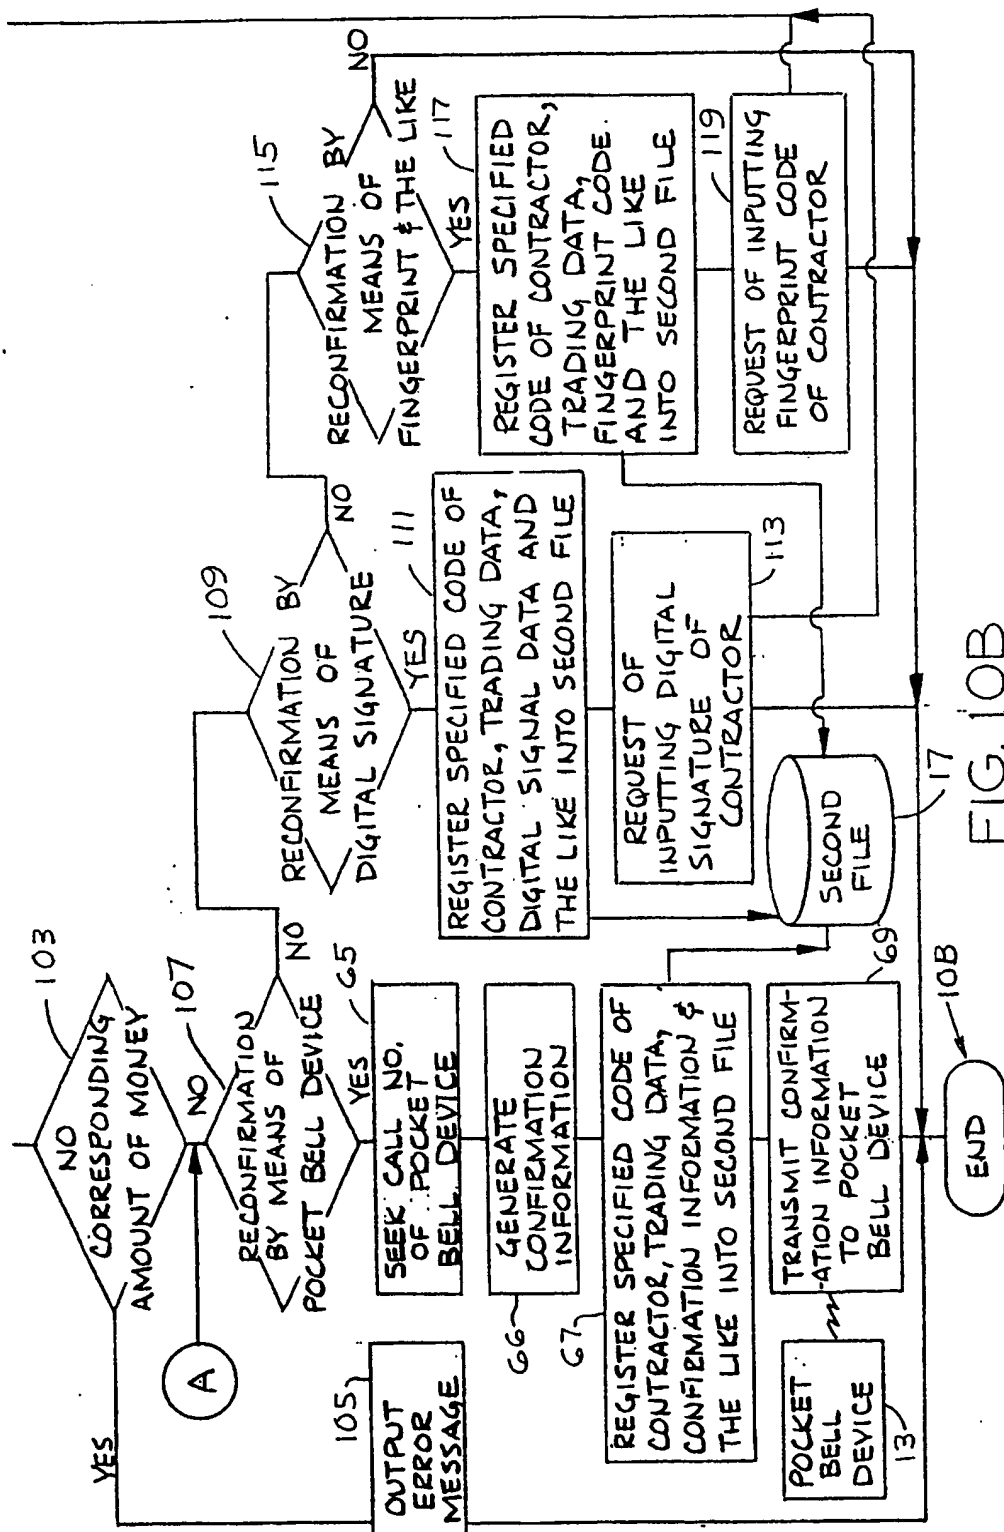 103
NO
CORRESPONDING
AMOUNT OF MONEY
YES
NO
A
105
OUTPUT
ERROR
MESSAGE
107
RECONFIRMATION
BY MEANS OF
POCKET BELL DEVICE
NO
YES
65
SEEK CALL NO.
OF POCKET
BELL DEVICE
66
GENERATE
CONFIRMATION
INFORMATION
67
REGISTER SPECIFIED CODE OF
CONTRACTOR, TRADING DATA,
CONFIRMATION INFORMATION &
THE LIKE INTO SECOND FILE
69
TRANSMIT CONFIRM-
-ATION INFORMATION
TO POCKET
BELL DEVICE
POCKET
BELL
DEVICE
13
109
RECONFIRMATION BY
MEANS OF
DIGITAL SIGNATURE
NO
YES
111
REGISTER SPECIFIED CODE OF
CONTRACTOR, TRADING DATA,
DIGITAL SIGNAL DATA AND
THE LIKE INTO SECOND FILE
REQUEST OF
INPUTTING DIGITAL
SIGNATURE OF
CONTRACTOR
113
SECOND
FILE
17
115
RECONFIRMATION BY
MEANS OF
FINGERPRINT & THE LIKE
NO
YES
117
REGISTER SPECIFIED
CODE OF CONTRACTOR,
TRADING DATA,
FINGERPRINT CODE
AND THE LIKE
INTO SECOND FILE
119
REQUEST OF INPUTTING
FINGERPRINT CODE
OF CONTRACTOR
10B
END
FIG. 10B